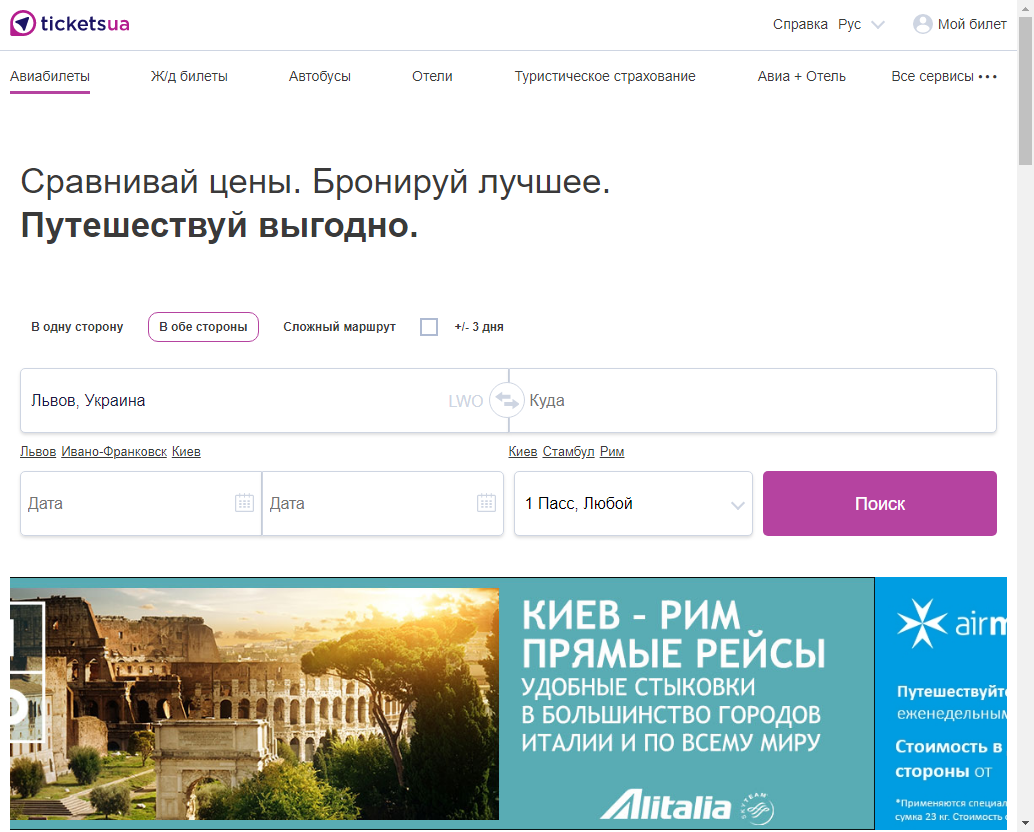 ticketsua
Справка Рус Мой билет
Авиабилеты Ж/д билеты Автобусы Отели Туристическое страхование Авиа + Отель Все сервисы •••
Сравнивай цены. Бронируй лучшее.
Путешествуй выгодно.
В одну сторону В обе стороны Сложный маршрут +/- 3 дня
Львов, Украина LWO Куда
Львов Ивано-Франковск Киев Киев Стамбул Рим
Дата Дата 1 Пасс, Любой Поиск
КИЕВ - РИМ
ПРЯМЫЕ РЕЙСЫ
УДОБНЫЕ СТЫКОВКИ
В БОЛЬШИНСТВО ГОРОДОВ
ИТАЛИИ И ПО ВСЕМУ МИРУ
Alitalia SKYTEAM
airm
Путешествуйте
еженедельным
Стоимость в
стороны от
*Применяются специал
сумка 23 кг. Стоимость